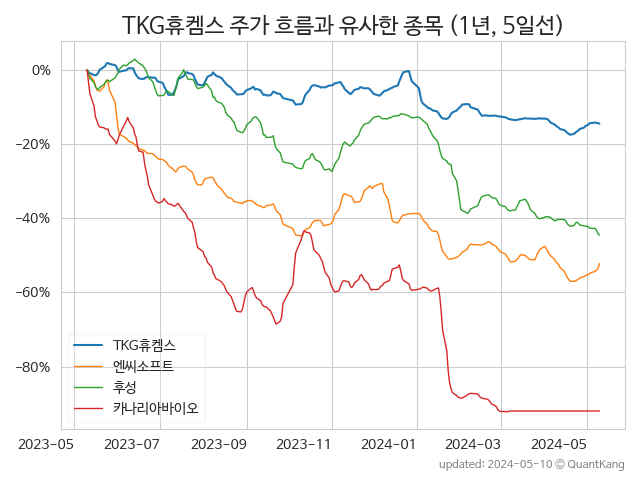 TKG휴켐스 주가 흐름과 유사한 종목 (1년, 5일선)
0%
−20%
−40%
−60%
−80%
TKG휴켐스
엔씨소프트
후성
카나리아바이오
2023-05 2023-07 2023-09 2023-11 2024-01 2024-03 2024-05
updated: 2024-05-10 © QuantKang